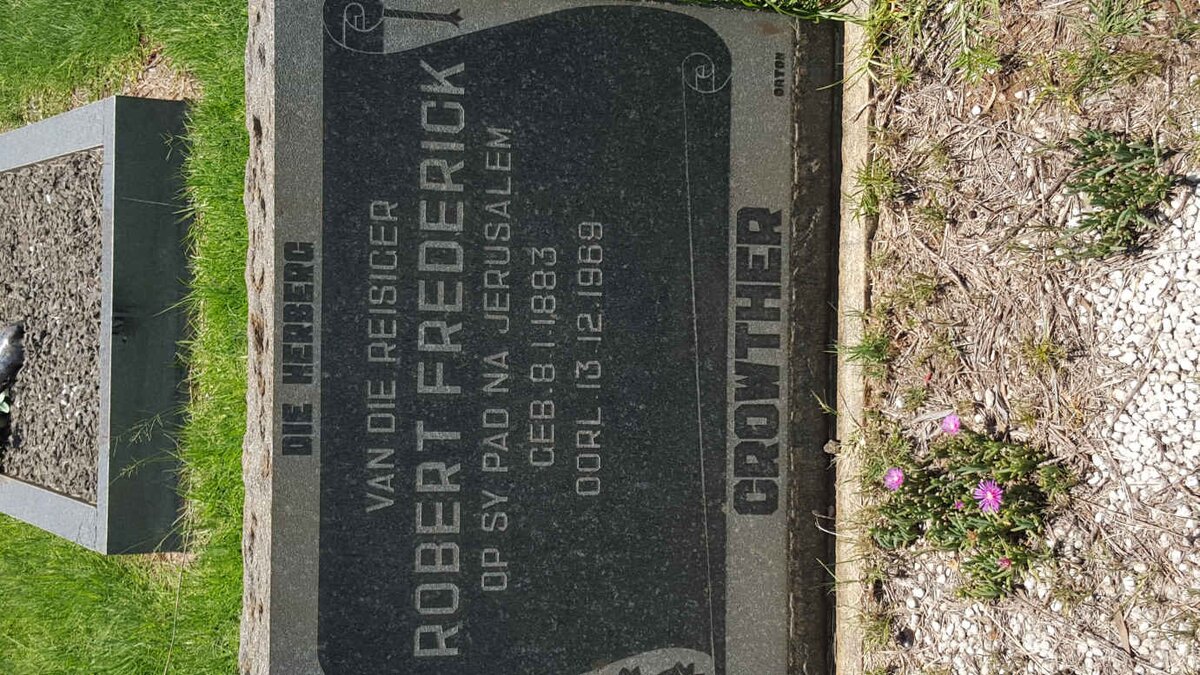 DIE HERBERG
VAN DIE REISIGER
ROBERT FREDERICK
OP SY PAD NA JERUSALEM
GEB. 8.1.1883
OORL. 13.12.1969
CROWTHER